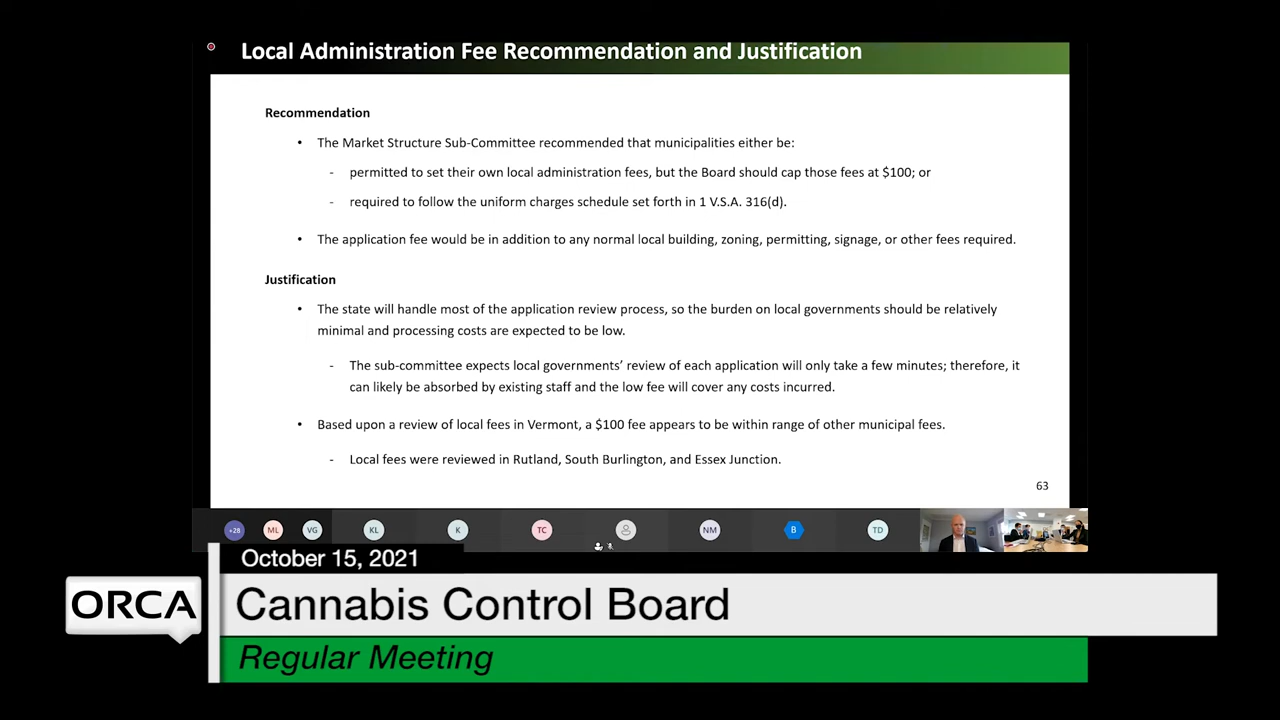 Local Administration Fee Recommendation and Justification
Recommendation
• The Market Structure Sub-Committee recommended that municipalities either be:
- permitted to set their own local administration fees, but the Board should cap those fees at $100; or
- required to follow the uniform charges schedule set forth in 1 V.S.A. 316(d).
• The application fee would be in addition to any normal local building, zoning, permitting, signage, or other fees required.
Justification
• The state will handle most of the application review process, so the burden on local governments should be relatively
minimal and processing costs are expected to be low.
- The sub-committee expects local governments’ review of each application will only take a few minutes; therefore, it
can likely be absorbed by existing staff and the low fee will cover any costs incurred.
• Based upon a review of local fees in Vermont, a $100 fee appears to be within range of other municipal fees.
- Local fees were reviewed in Rutland, South Burlington, and Essex Junction.
63
+28 ML VG KL K TC NM B TD
October 15, 2021
ORCA
Cannabis Control Board
Regular Meeting